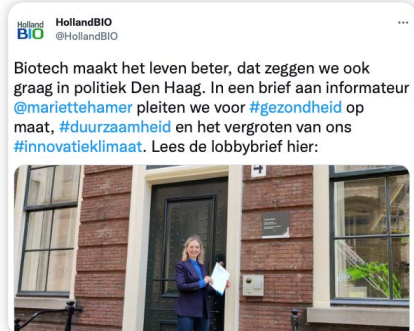 Holland
BIO
HollandBIO
@HollandBIO
Biotech maakt het leven beter, dat zeggen we ook
graag in politiek Den Haag. In een brief aan informateur
@mariettehamer pleiten we voor #gezondheid op
maat, #duurzaamheid en het vergroten van ons
#innovatieklimaat. Lees de lobbybrief hier:
4